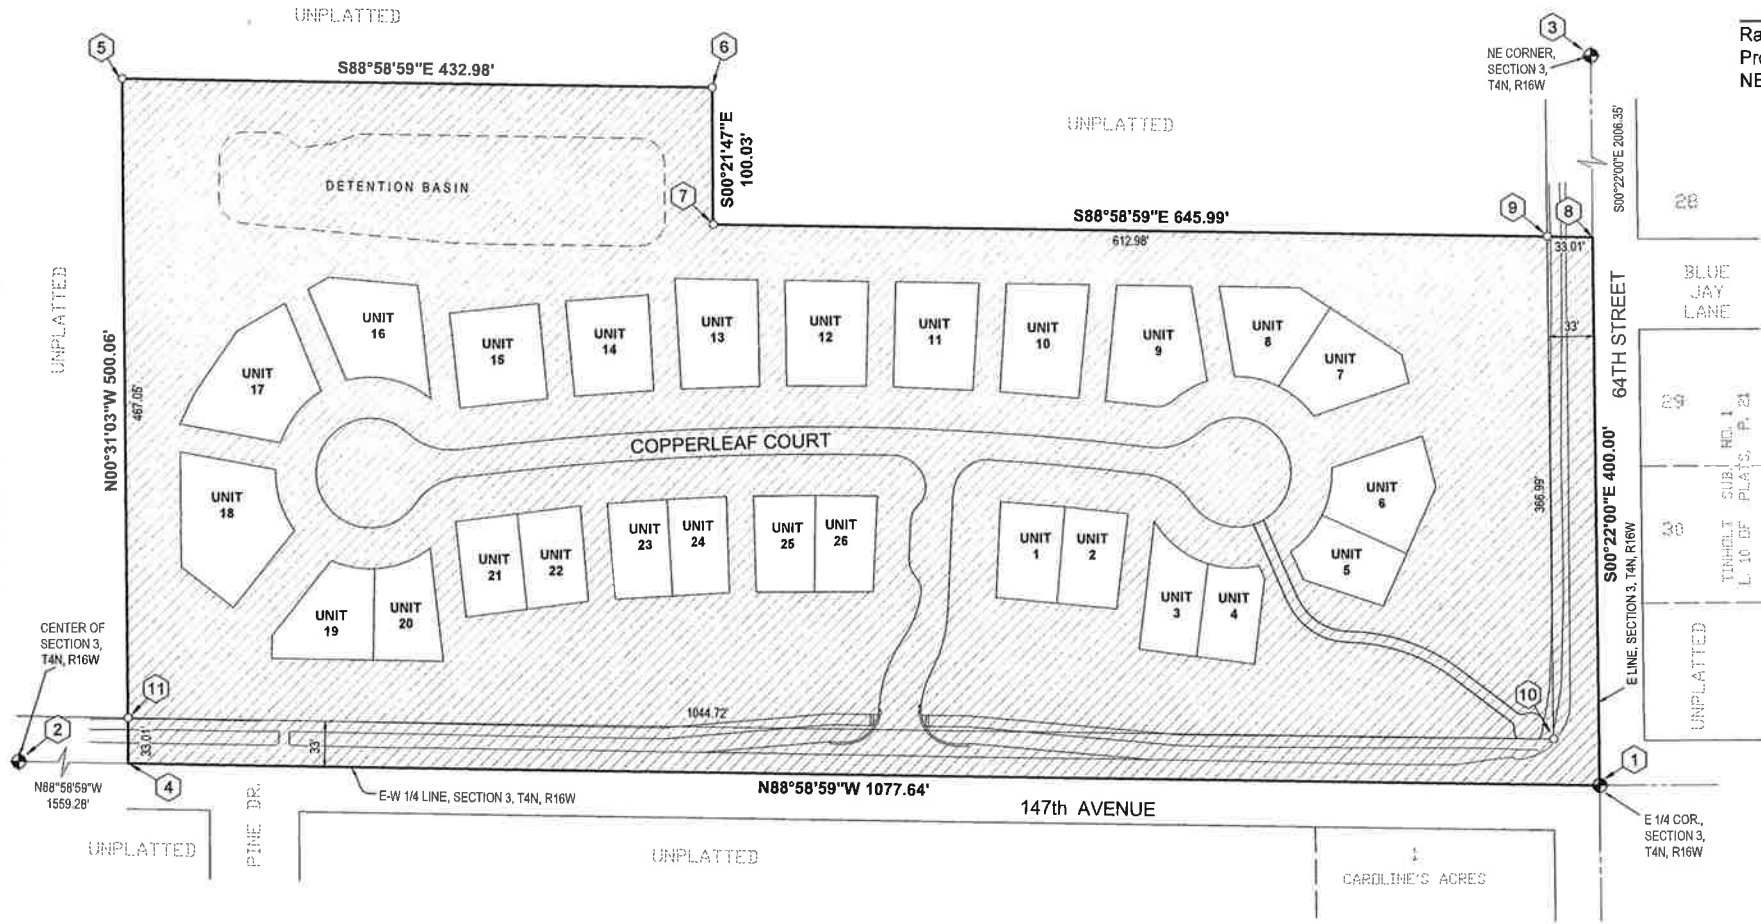 UNPLATTED
5
S88°58'59"E 432.98'
6
3
NE CORNER,
SECTION 3,
T4N, R16W
Ra
Pro
NE
UNPLATTED
S00°21'47"E
100.03'
S00°22'00"E 2006.35'
DETENTION BASIN
7
S88°58'59"E 645.99'
612.98'
9
8
33.01'
28
BLUE
JAY
LANE
UNPLATTED
N00°31'03"W 500.06'
467.05'
UNIT
16
UNIT
15
UNIT
14
UNIT
13
UNIT
12
UNIT
11
UNIT
10
UNIT
9
UNIT
8
UNIT
7
33'
64TH STREET
UNIT
17
29
COPPERLEAF COURT
TINHOLT SUB. NO. 1
L. 10 OF PLATS, P. 21
UNIT
18
UNIT
6
366.99'
S00°22'00"E 400.00'
E LINE, SECTION 3, T4N, R16W
30
UNIT
21
UNIT
22
UNIT
23
UNIT
24
UNIT
25
UNIT
26
UNIT
1
UNIT
2
UNIT
5
UNIT
19
UNIT
20
UNIT
3
UNIT
4
CENTER OF
SECTION 3,
T4N, R16W
UNPLATTED
11
10
1044.72'
2
33.01'
33'
N88°58'59"W
1559.28'
4
E-W 1/4 LINE, SECTION 3, T4N, R16W
N88°58'59"W 1077.64'
1
147th AVENUE
PINE DR.
E 1/4 COR.,
SECTION 3,
T4N, R16W
UNPLATTED
UNPLATTED
1
CAROLINE'S ACRES